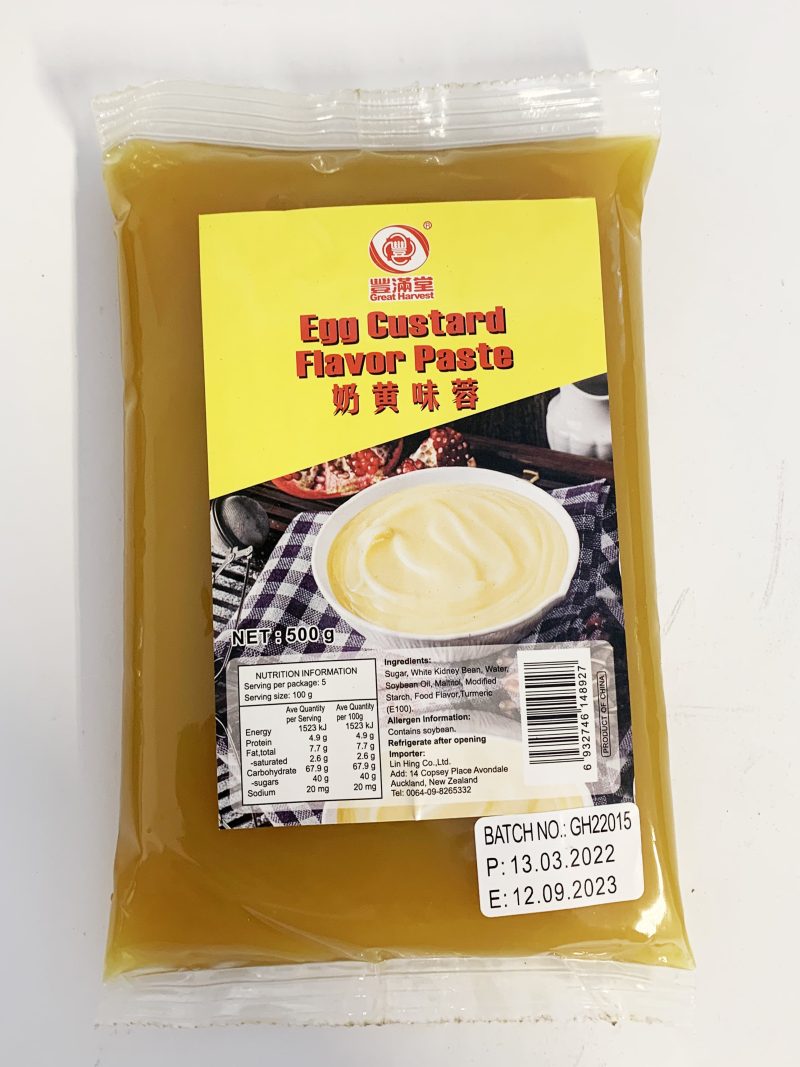 豐
®
豐滿堂
Great Harvest
Egg Custard
Flavor Paste
奶黄味蓉
NET : 500 g
NUTRITION INFORMATION
Serving per package: 5
Serving size: 100 g
Ave Quantity per Serving Ave Quantity per 100g
Energy 1523 kJ 1523 kJ
Protein 4.9 g 4.9 g
Fat,total 7.7 g 7.7 g
-saturated 2.6 g 2.6 g
Carbohydrate 67.9 g 67.9 g
-sugars 40 g 40 g
Sodium 20 mg 20 mg
Ingredients:
Sugar, White Kidney Bean, Water,
Soybean Oil, Maltitol, Modified
Starch, Food Flavor,Turmeric
(E100)
Allergen Information:
Contains soybean.
Refrigerate after opening
Importer:
Lin Hing Co.,Ltd.
Add: 14 Copsey Place Avondale
Auckland, New Zealand
Tel: 0064-09-8265332
6 932746 148927
PRODUCT OF CHINA
BATCH NO.: GH22015
P: 13.03.2022
E: 12.09.2023